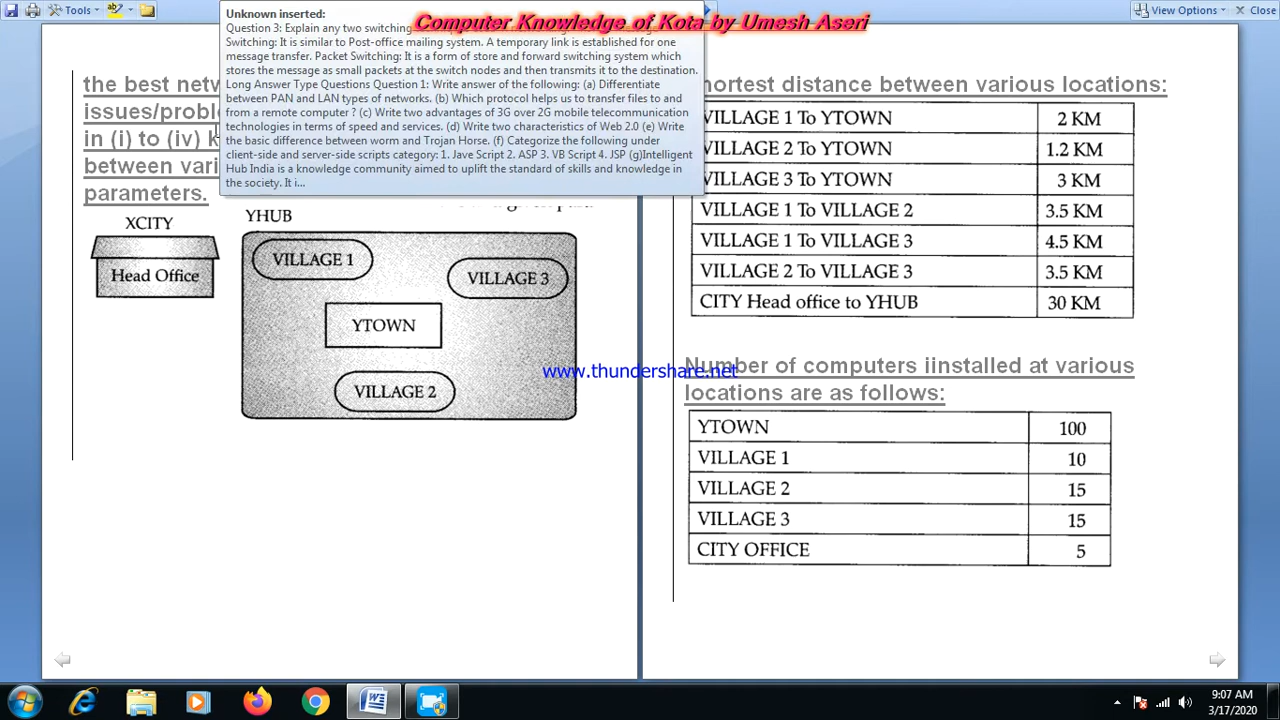 Tools
View Options
Close
Computer Knowledge of Kota by Umesh Aseri
Unknown inserted:
Question 3: Explain any two switching
Switching: It is similar to Post-office mailing system. A temporary link is established for one
message transfer. Packet Switching: It is a form of store and forward switching system which
stores the message as small packets at the switch nodes and then transmits it to the destination.
Long Answer Type Questions Question 1: Write answer of the following: (a) Differentiate
between PAN and LAN types of networks. (b) Which protocol helps us to transfer files to and
from a remote computer ? (c) Write two advantages of 3G over 2G mobile telecommunication
technologies in terms of speed and services. (d) Write two characteristics of Web 2.0 (e) Write
the basic difference between worm and Trojan Horse. (f) Categorize the following under
client-side and server-side scripts category: 1. Jave Script 2. ASP 3. VB Script 4. JSP (g)Intelligent
Hub India is a knowledge community aimed to uplift the standard of skills and knowledge in
the society. It i...
the best netw
issues/proble
in (i) to (iv) k
between vari
parameters.
XCITY
Head Office
YHUB
VILLAGE 1
VILLAGE 3
YTOWN
VILLAGE 2
www.thundershare.net
hortest distance between various locations:
VILLAGE 1 To YTOWN 2 KM
VILLAGE 2 To YTOWN 1.2 KM
VILLAGE 3 To YTOWN 3 KM
VILLAGE 1 To VILLAGE 2 3.5 KM
VILLAGE 1 To VILLAGE 3 4.5 KM
VILLAGE 2 To VILLAGE 3 3.5 KM
CITY Head office to YHUB 30 KM
Number of computers iinstalled at various
locations are as follows:
YTOWN 100
VILLAGE 1 10
VILLAGE 2 15
VILLAGE 3 15
CITY OFFICE 5
9:07 AM
3/17/2020